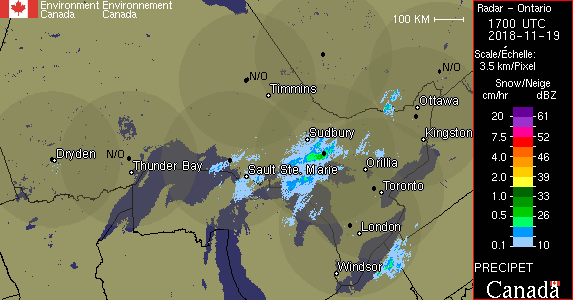 Environment Environnement
Canada Canada
100 KM
N/O
N/O
Timmins
Ottawa
Sudbury
Kingston
Dryden
N/O
Thunder Bay
Sault Ste. Marie
Orillia
Toronto
London
Windsor
Radar - Ontario
1700 UTC
2018-11-19
Scale/Échelle:
3.5 km/Pixel
Snow/Neige
cm/hr dBZ
20 61
7.5 52
4.0 46
2.0 39
1.0 33
0.5 26
0.1 10
PRECIPET
Canada